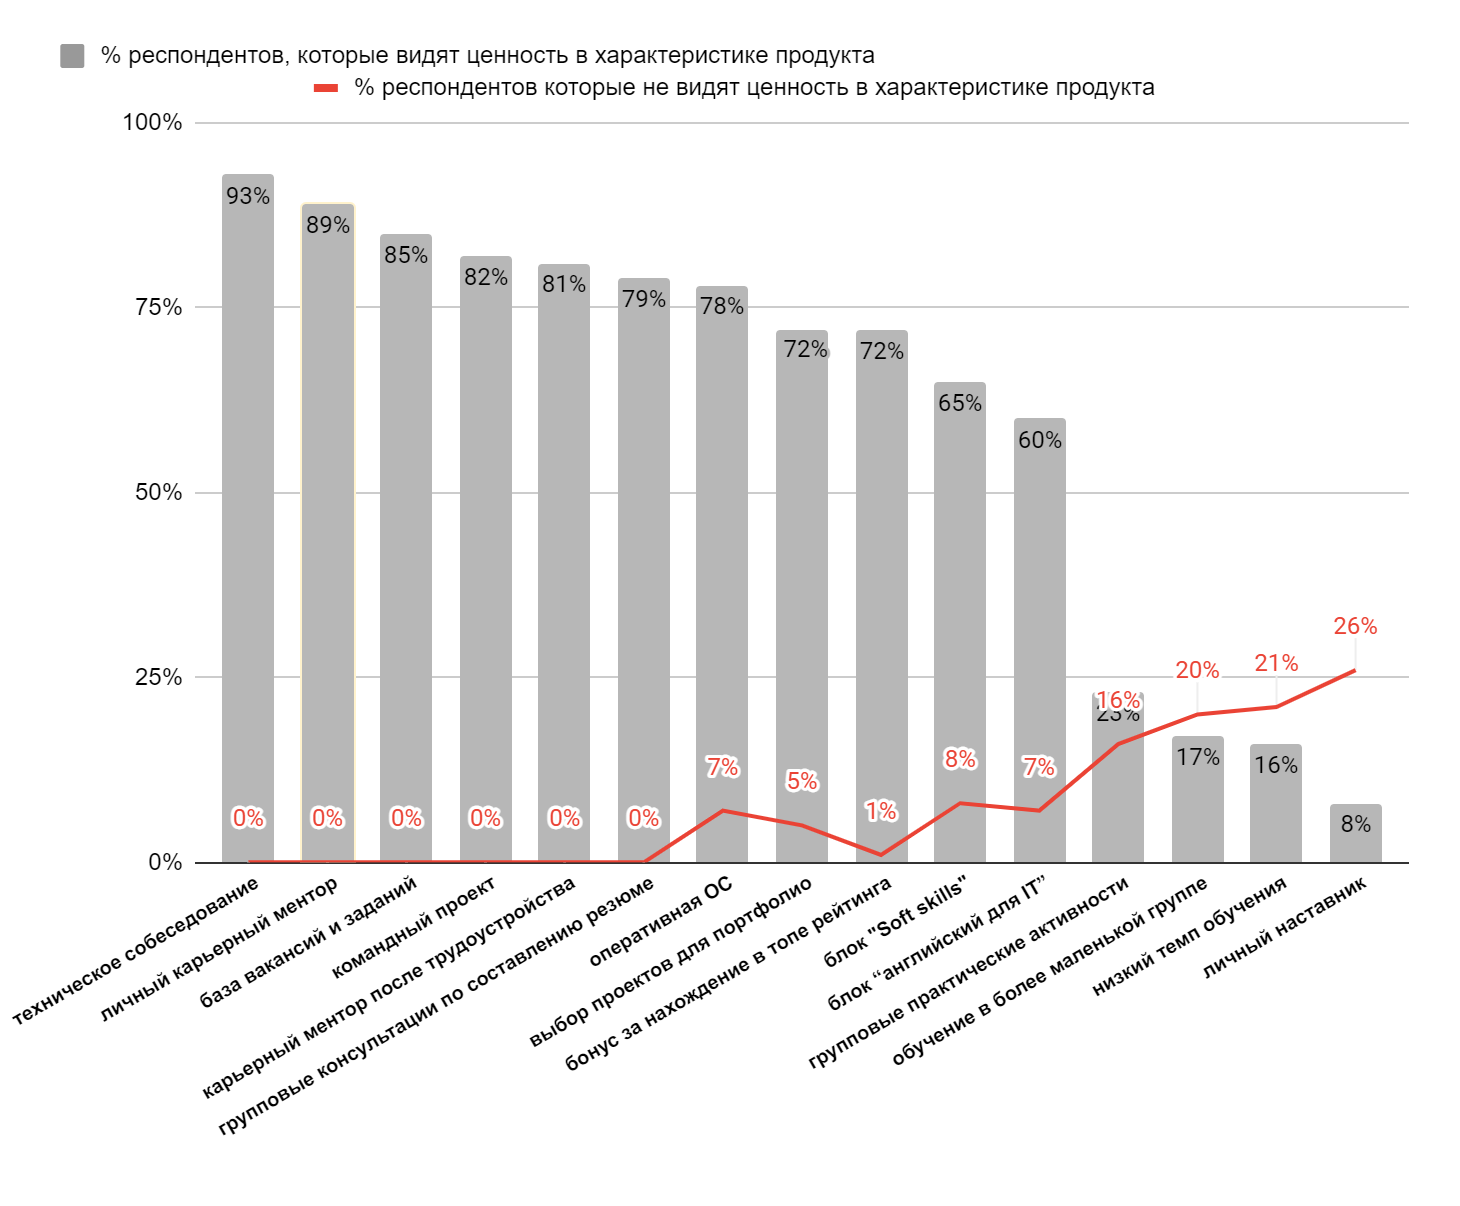 % респондентов, которые видят ценность в характеристике продукта
% респондентов которые не видят ценность в характеристике продукта
100%
75%
50%
25%
0%
93%
89%
85%
82%
81%
79%
78%
72%
72%
65%
60%
23%
17%
16%
8%
0%
0%
0%
0%
0%
0%
7%
5%
1%
8%
7%
16%
20%
21%
26%
техническое собеседование
личный карьерный ментор
база вакансий и заданий
командный проект
карьерный ментор после трудоустройства
групповые консультации по составлению резюме
оперативная ОС
выбор проектов для портфолио
бонус за нахождение в топе рейтинга
блок "Soft skills"
блок “английский для IT”
групповые практические активности
обучение в более маленькой группе
низкий темп обучения
личный наставник